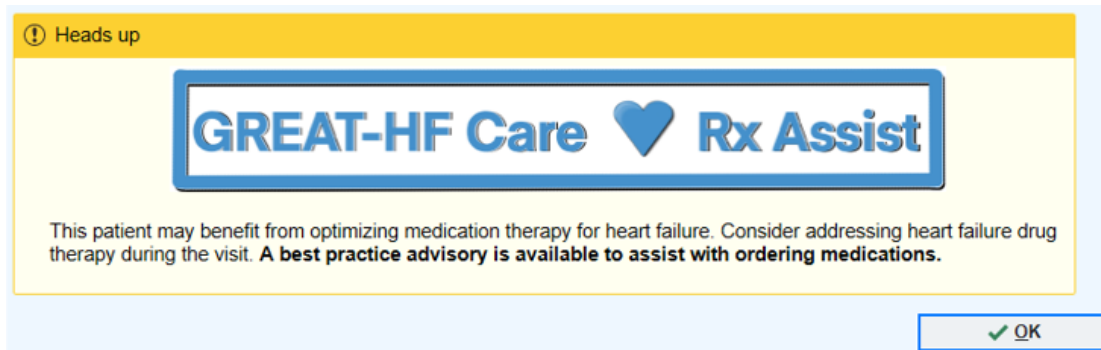 Heads up
GREAT-HF Care Rx Assist
This patient may benefit from optimizing medication therapy for heart failure. Consider addressing heart failure drug
therapy during the visit. A best practice advisory is available to assist with ordering medications.
OK